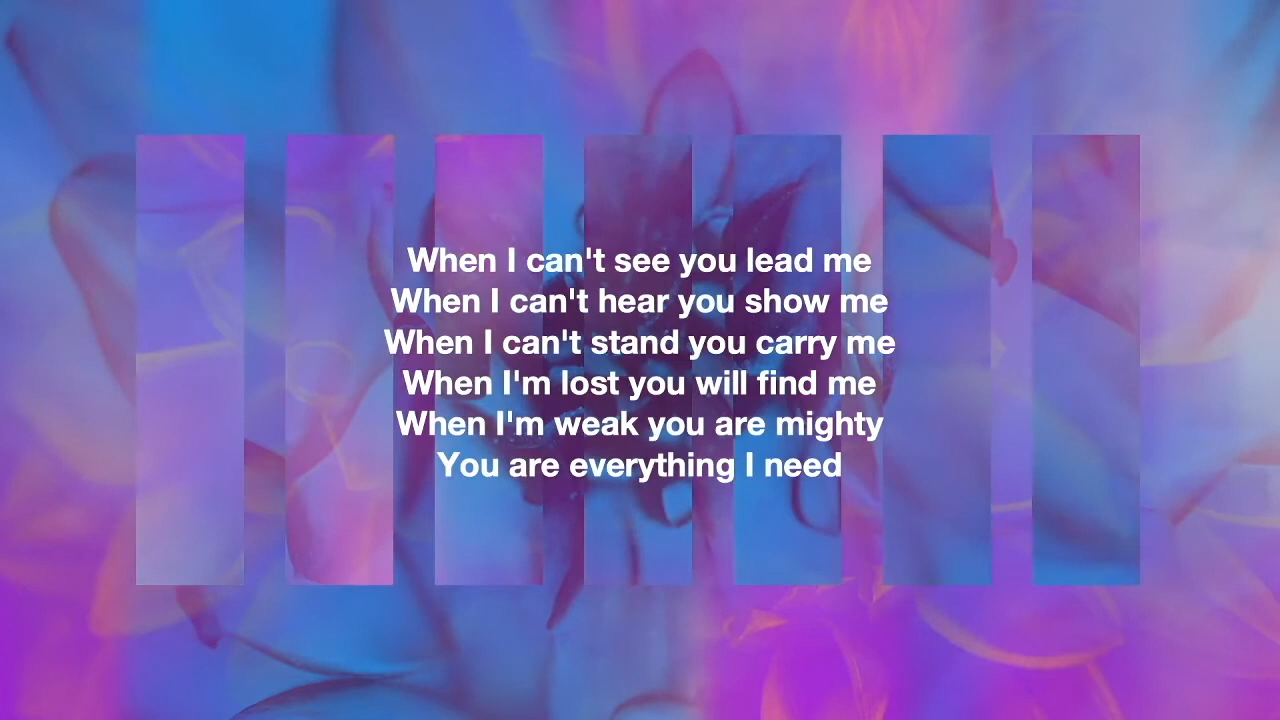 When I can't see you lead me
When I can't hear you show me
When I can't stand you carry me
When I'm lost you will find me
When I'm weak you are mighty
You are everything I need